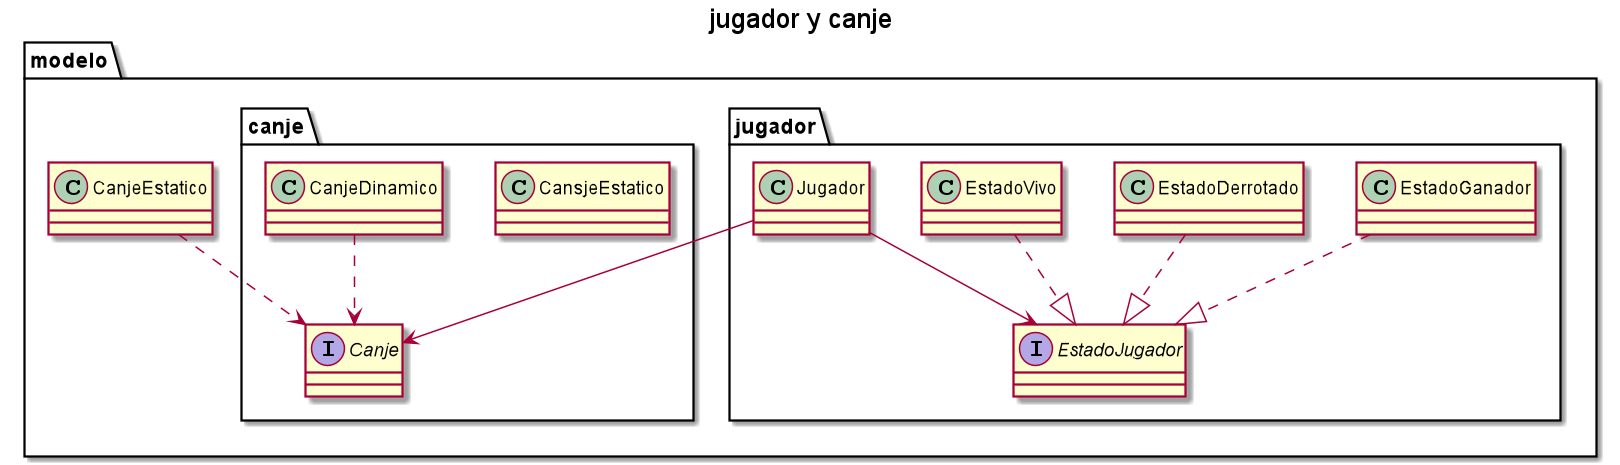 jugador y canje
modelo
canje
jugador
C CanjeEstatico
C CanjeDinamico
C CansjeEstatico
C Jugador
C EstadoVivo
C EstadoDerrotado
C EstadoGanador
I Canje
I EstadoJugador